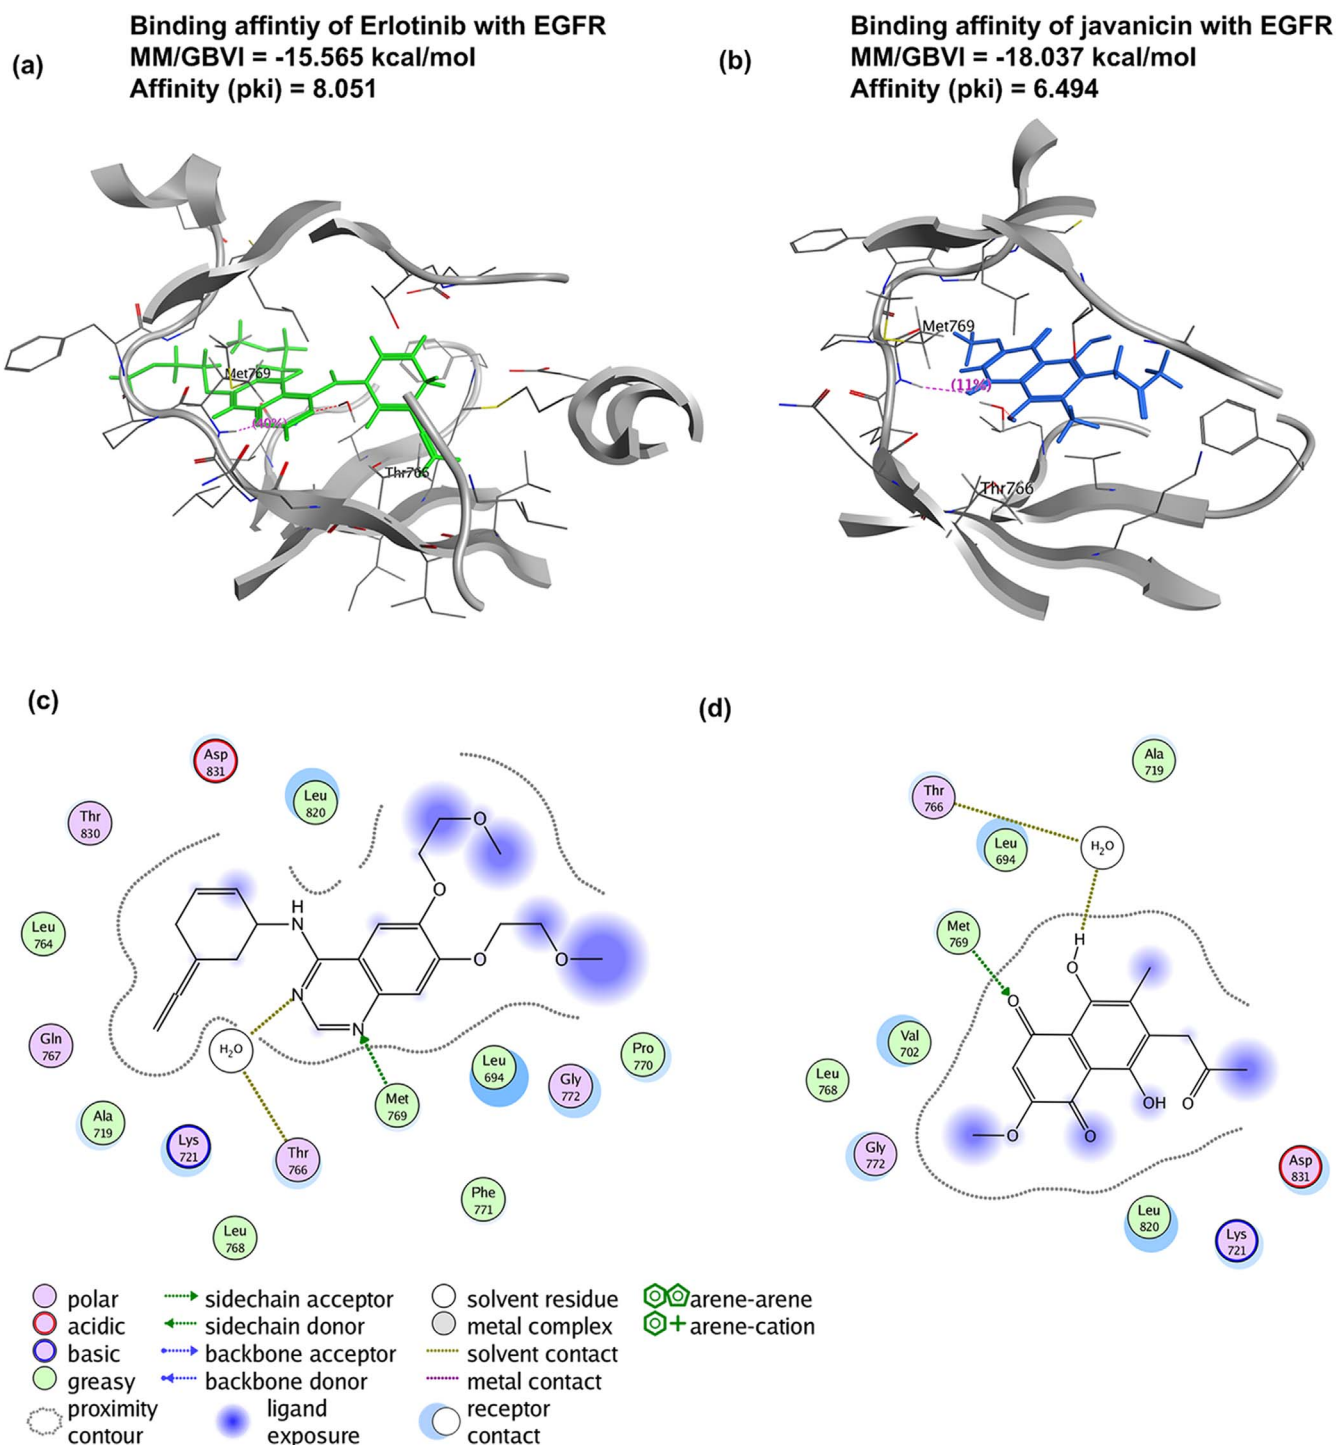 (a)
Binding affintiy of Erlotinib with EGFR
MM/GBVI = -15.565 kcal/mol
Affinity (pki) = 8.051
(b)
Binding affinity of javanicin with EGFR
MM/GBVI = -18.037 kcal/mol
Affinity (pki) = 6.494
Met769
(40%)
Thr766
Met769
(11%)
Thr766
(c)
Asp
831
Leu
820
Thr
830
Leu
764
Gln
767
Ala
719
Lys
721
Thr
766
Leu
768
Met
769
Leu
694
Gly
772
Pro
770
Phe
771
H₂O
H
N
N
N
O
O
O
O
(d)
Ala
719
Thr
766
Leu
694
H₂O
Met
769
Val
702
Leu
768
Gly
772
Leu
820
Lys
721
Asp
831
H
O
O
O
O
OH
O
polar
acidic
basic
greasy
proximity
contour
sidechain acceptor
sidechain donor
backbone acceptor
backbone donor
ligand
exposure
solvent residue
metal complex
solvent contact
metal contact
receptor
contact
arene-arene
arene-cation